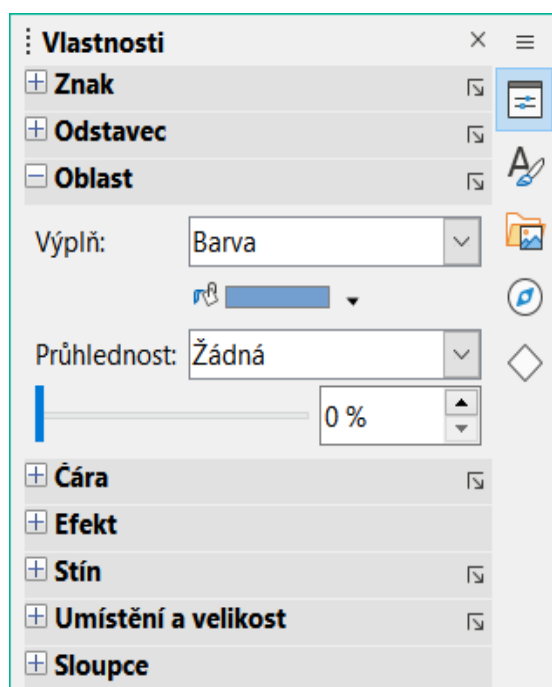 Vlastnosti
Znak
Odstavec
Oblast
Výplň: Barva
Průhlednost: Žádná
0 %
Čára
Efekt
Stín
Umístění a velikost
Sloupce